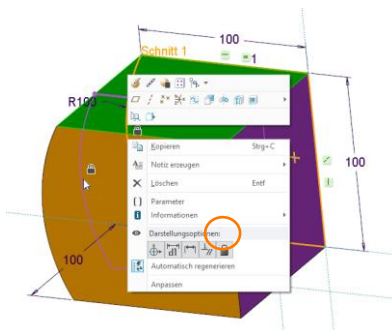 100
Schnitt 1
1
R100
Kopieren Strg+C
Notiz erzeugen
100
Löschen Entf
Parameter
Informationen
Darstellungsoptionen:
100
Automatisch regenerieren
Anpassen